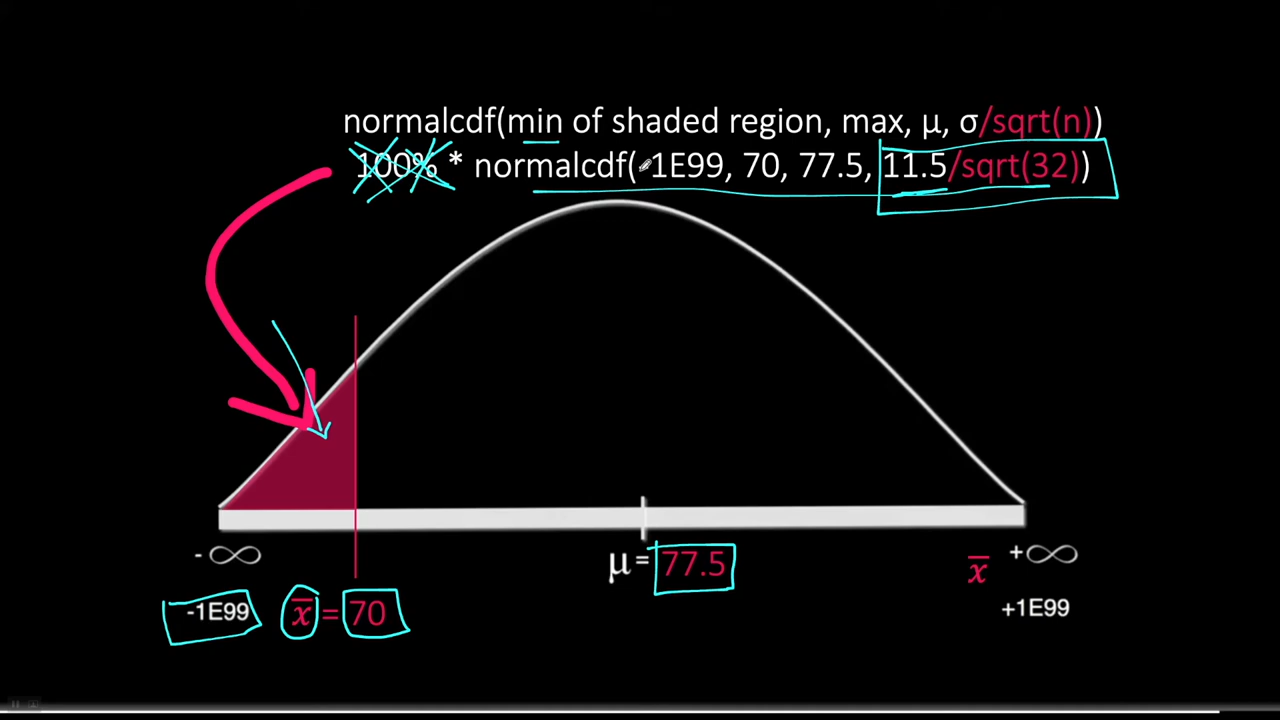 normalcdf(min of shaded region, max, μ, σ/sqrt(n))
100% * normalcdf(-1E99, 70, 77.5, 11.5/sqrt(32))
- ∞
μ = 77.5
x̅
+∞
-1E99
x̅ = 70
+1E99